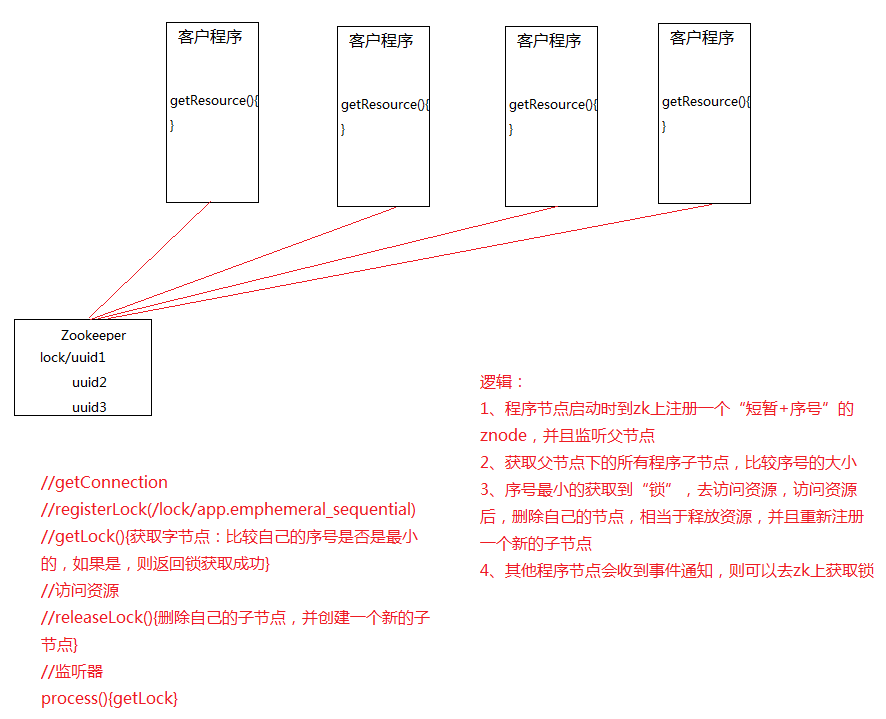 客户程序
getResource(){
}
客户程序
getResource(){
}
客户程序
getResource(){
}
客户程序
getResource(){
}
Zookeeper
lock/uuid1
uuid2
uuid3
//getConnection
//registerLock(/lock/app.emphemeral_sequential)
//getLock(){获取字节点：比较自己的序号是否是最小
的，如果是，则返回锁获取成功}
//访问资源
//releaseLock(){删除自己的子节点，并创建一个新的子
节点}
//监听器
process(){getLock}
逻辑：
1、程序节点启动时到zk上注册一个“短暂+序号”的
znode，并且监听父节点
2、获取父节点下的所有程序子节点，比较序号的大小
3、序号最小的获取到“锁”，去访问资源，访问资源
后，删除自己的节点，相当于释放资源，并且重新注册
一个新的子节点
4、其他程序节点会收到事件通知，则可以去zk上获取锁